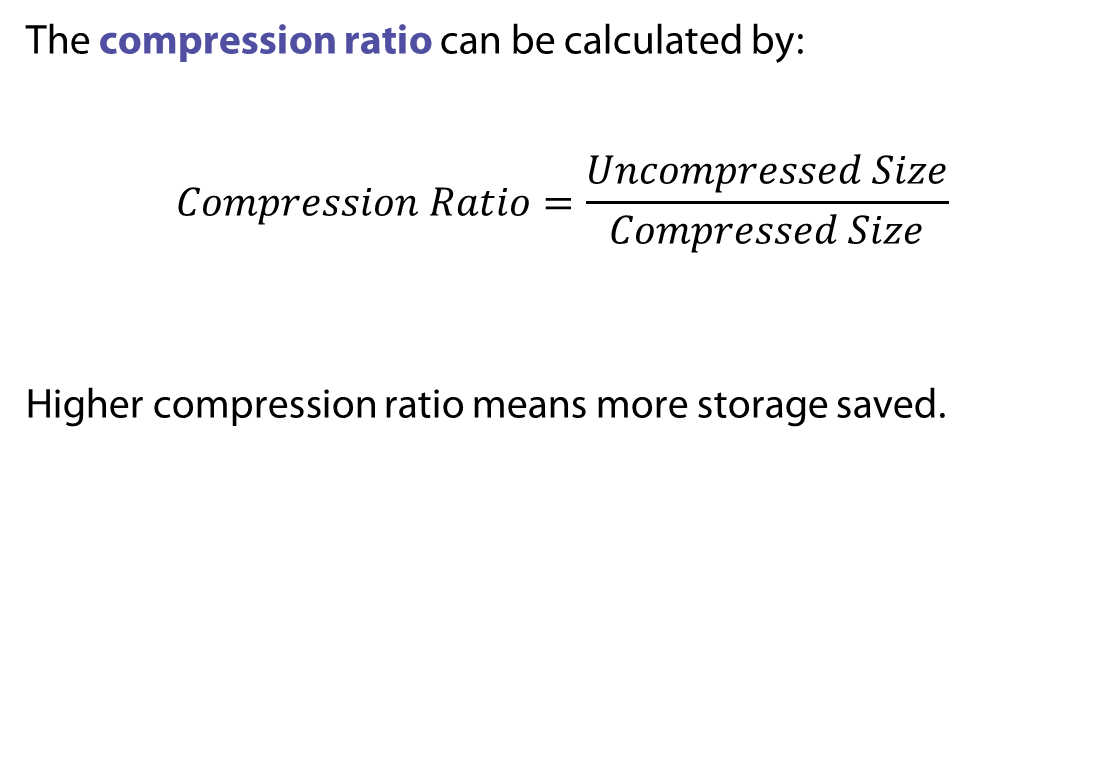 The compression ratio can be calculated by:
Compression Ratio = Uncompressed Size / Compressed Size
Higher compression ratio means more storage saved.